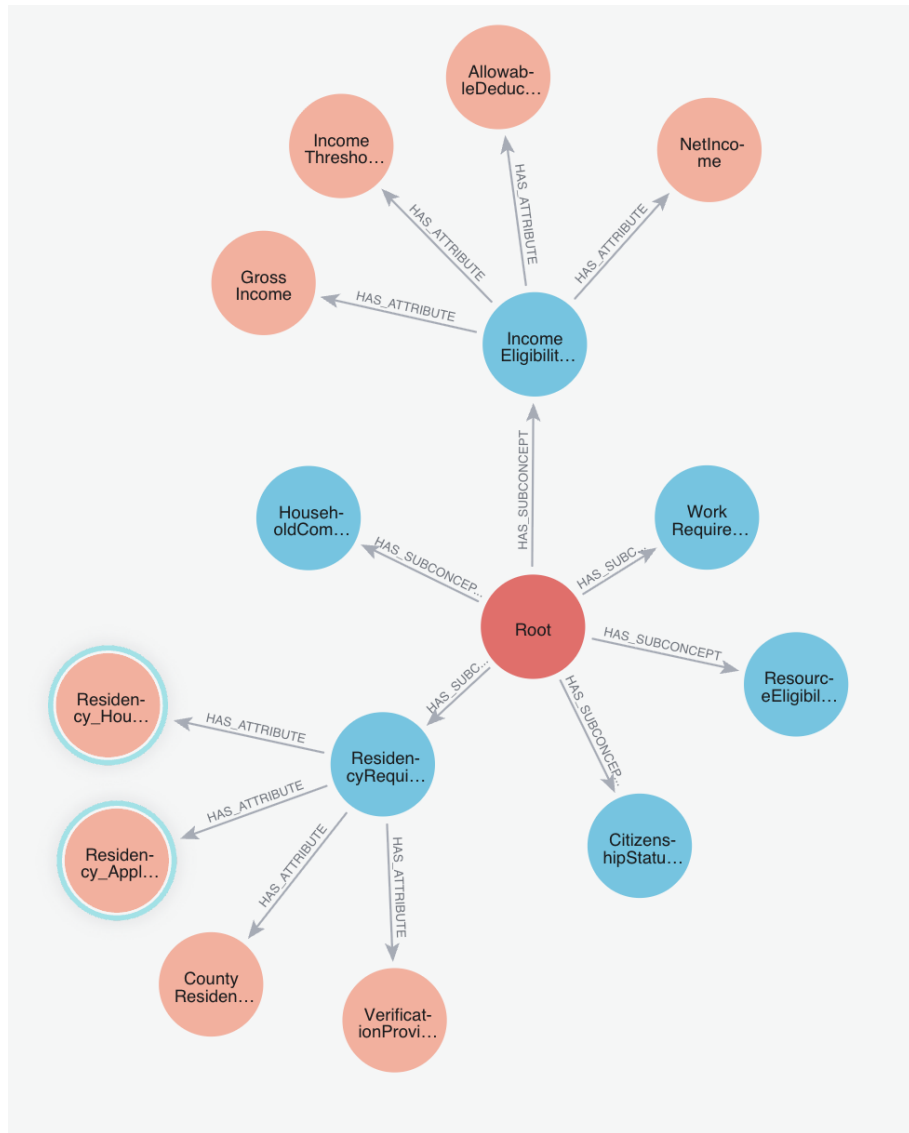 Allowab-
leDeduc...
Income
Thresho...
NetInco-
me
HAS_ATTRIBUTE
HAS_ATTRIBUTE
HAS_ATTRIBUTE
Gross
Income
HAS_ATTRIBUTE
Income
Eligibilit...
HAS_SUBCONCEPT
Househ-
oldCom...
Work
Require...
HAS_SUBCONCEP...
HAS_SUBC...
Root
HAS_SUBCONCEPT
Resourc-
eEligibil...
HAS_SUBC...
HAS_SUBCONCEP...
Residen-
cy_Hou...
HAS_ATTRIBUTE
Residen-
cyRequi...
HAS_ATTRIBUTE
Residen-
cy_Appl...
Citizens-
hipStatu...
HAS_ATTRIBUTE
HAS_ATTRIBUTE
County
Residen...
Verificat-
ionProvi...